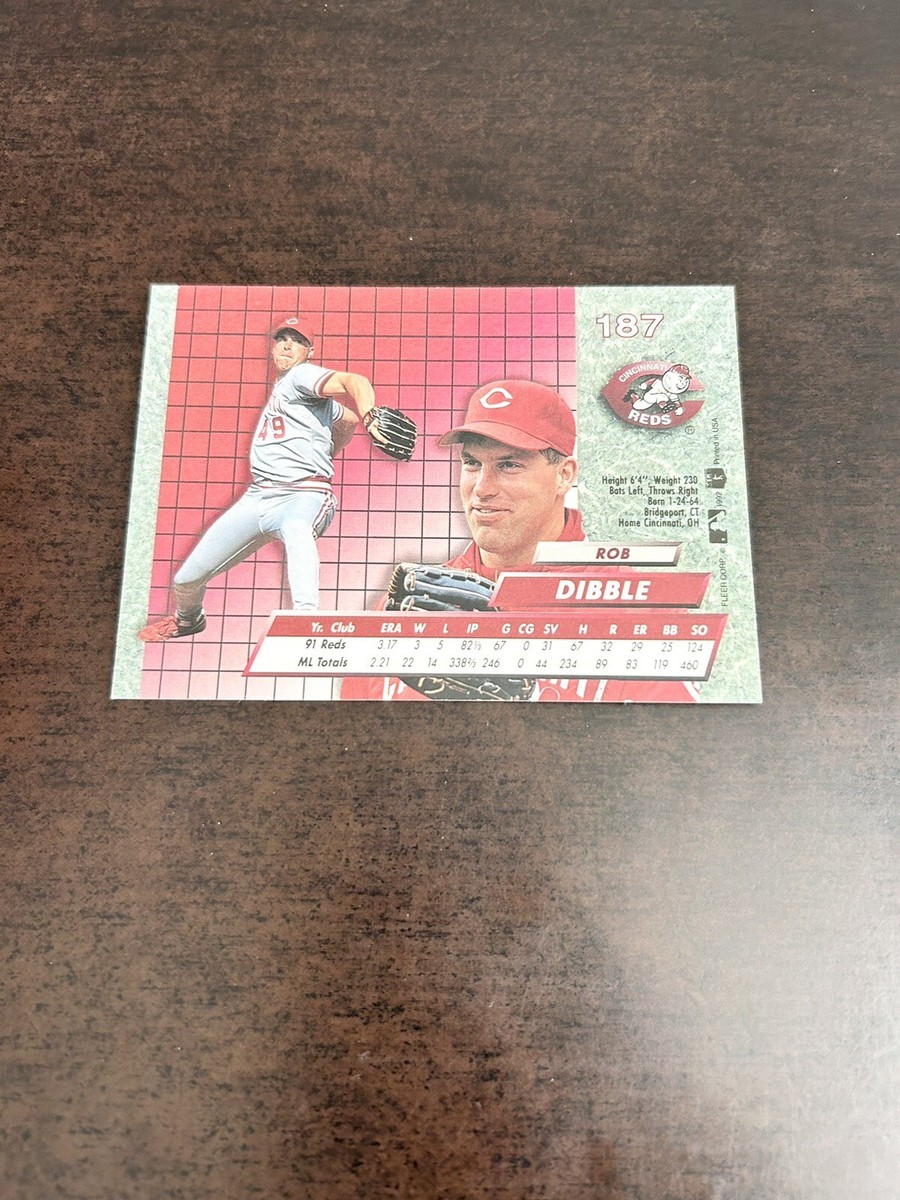 187
CINCINNATI
REDS
49
C
Height 6'4", Weight 230
Bats Left, Throws Right
Born 1-24-64
Bridgeport, CT
Home Cincinnati, OH
FLEER CORP. © 1992 Printed in USA
ROB
DIBBLE
Yr. Club ERA W L IP G CG SV H R ER BB SO
91 Reds 3.17 3 5 82⅓ 67 0 31 67 32 29 25 124
ML Totals 2.21 22 14 338⅔ 246 0 44 234 89 83 119 460